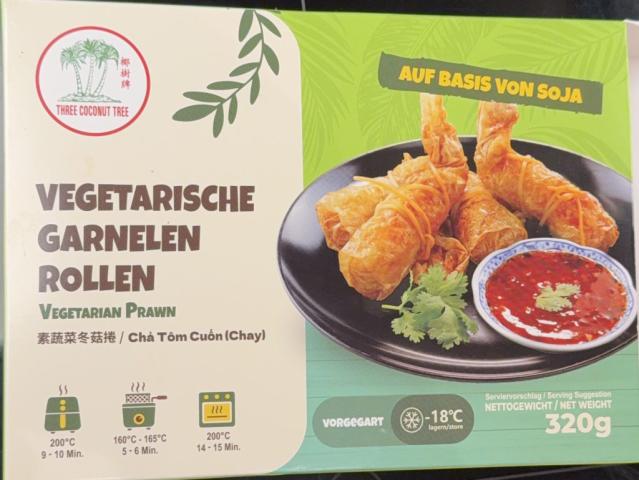 椰樹牌
THREE COCONUT TREE
AUF BASIS VON SOJA
VEGETARISCHE
GARNELEN
ROLLEN
VEGETARIAN PRAWN
素蔬菜冬菇捲 / Chả Tôm Cuốn (Chay)
200°C
9 - 10 Min.
160°C - 165°C
5 - 6 Min.
200°C
14 - 15 Min.
VORGEGART
-18°C
lagern/store
Serviervorschlag / Serving Suggestion
NETTOGEWICHT / NET WEIGHT
320g